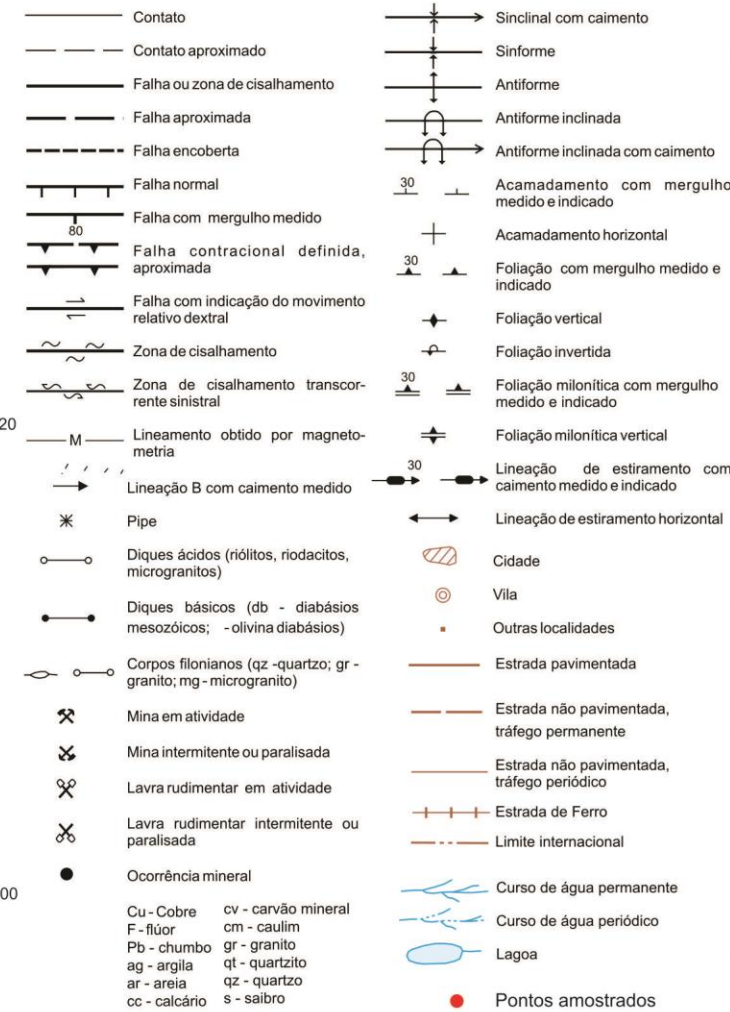 Contato
Contato aproximado
Falha ou zona de cisalhamento
Falha aproximada
Falha encoberta
Falha normal
80
Falha com mergulho medido
Falha contracional definida,
aproximada
Falha com indicação do movimento
relativo dextral
Zona de cisalhamento
Zona de cisalhamento transcor-
rente sinistral
20
M
Lineamento obtido por magneto-
metria
Lineação B com caimento medido
Pipe
Diques ácidos (riólitos, riodacitos,
microgranitos)
Diques básicos (db - diabásios
mesozóicos; - olivina diabásios)
Corpos filonianos (qz -quartzo; gr -
granito; mg - microgranito)
Mina em atividade
Mina intermitente ou paralisada
Lavra rudimentar em atividade
Lavra rudimentar intermitente ou
paralisada
00
Ocorrência mineral
Cu - Cobre
F - flúor
Pb - chumbo
ag - argila
ar - areia
cc - calcário
cv - carvão mineral
cm - caulim
gr - granito
qt - quartzito
qz - quartzo
s - saibro
Sinclinal com caimento
Sinforme
Antiforme
Antiforme inclinada
Antiforme inclinada com caimento
30
Acamadamento com mergulho
medido e indicado
Acamadamento horizontal
30
Foliação com mergulho medido e
indicado
Foliação vertical
Foliação invertida
30
Foliação milonítica com mergulho
medido e indicado
Foliação milonítica vertical
30
Lineação de estiramento com
caimento medido e indicado
Lineação de estiramento horizontal
Cidade
Vila
Outras localidades
Estrada pavimentada
Estrada não pavimentada,
tráfego permanente
Estrada não pavimentada,
tráfego periódico
Estrada de Ferro
Limite internacional
Curso de água permanente
Curso de água periódico
Lagoa
Pontos amostrados